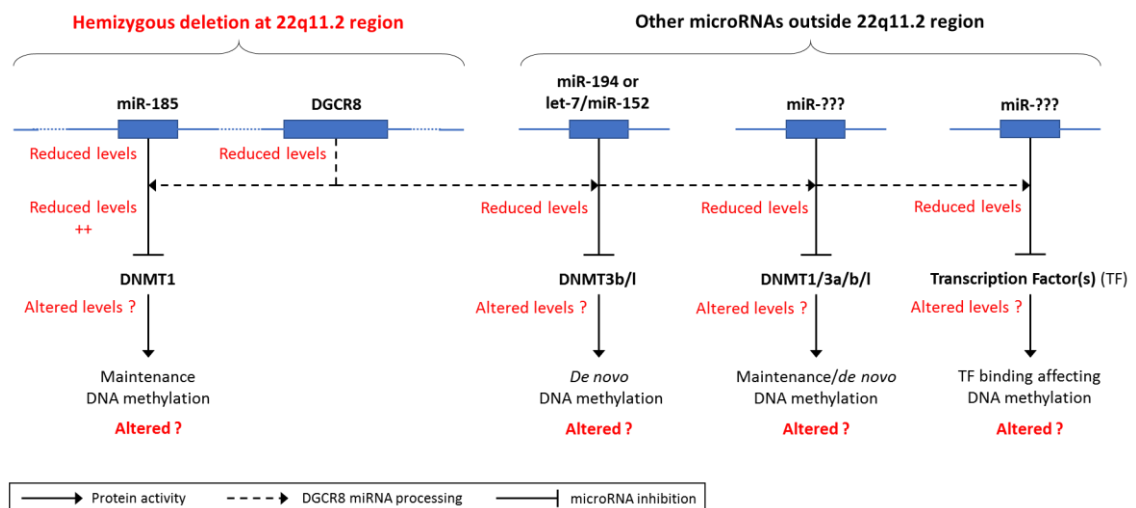 Hemizygous deletion at 22q11.2 region
Other microRNAs outside 22q11.2 region
miR-185
DGCR8
miR-194 or
let-7/miR-152
miR-???
miR-???
Reduced levels
Reduced levels
Reduced levels
++
Reduced levels
Reduced levels
Reduced levels
DNMT1
DNMT3b/l
DNMT1/3a/b/l
Transcription Factor(s) (TF)
Altered levels ?
Altered levels ?
Altered levels ?
Altered levels ?
Maintenance
DNA methylation
De novo
DNA methylation
Maintenance/de novo
DNA methylation
TF binding affecting
DNA methylation
Altered ?
Altered ?
Altered ?
Altered ?
Protein activity
DGCR8 miRNA processing
microRNA inhibition